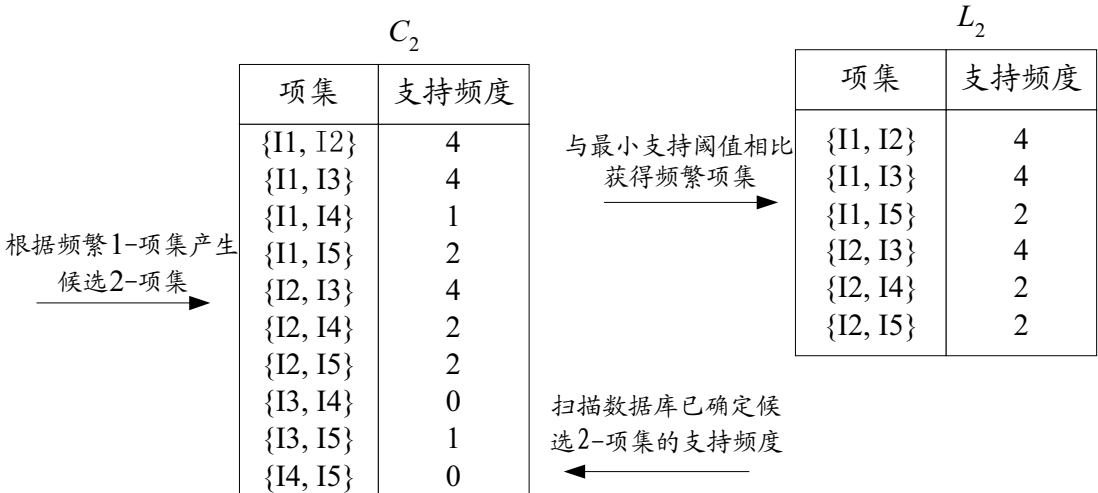 C2
项集 支持频度
{I1, I2} 4
{I1, I3} 4
{I1, I4} 1
{I1, I5} 2
{I2, I3} 4
{I2, I4} 2
{I2, I5} 2
{I3, I4} 0
{I3, I5} 1
{I4, I5} 0
根据频繁1-项集产生
候选2-项集
与最小支持阈值相比
获得频繁项集
扫描数据库已确定候
选2-项集的支持频度
L2
项集 支持频度
{I1, I2} 4
{I1, I3} 4
{I1, I5} 2
{I2, I3} 4
{I2, I4} 2
{I2, I5} 2